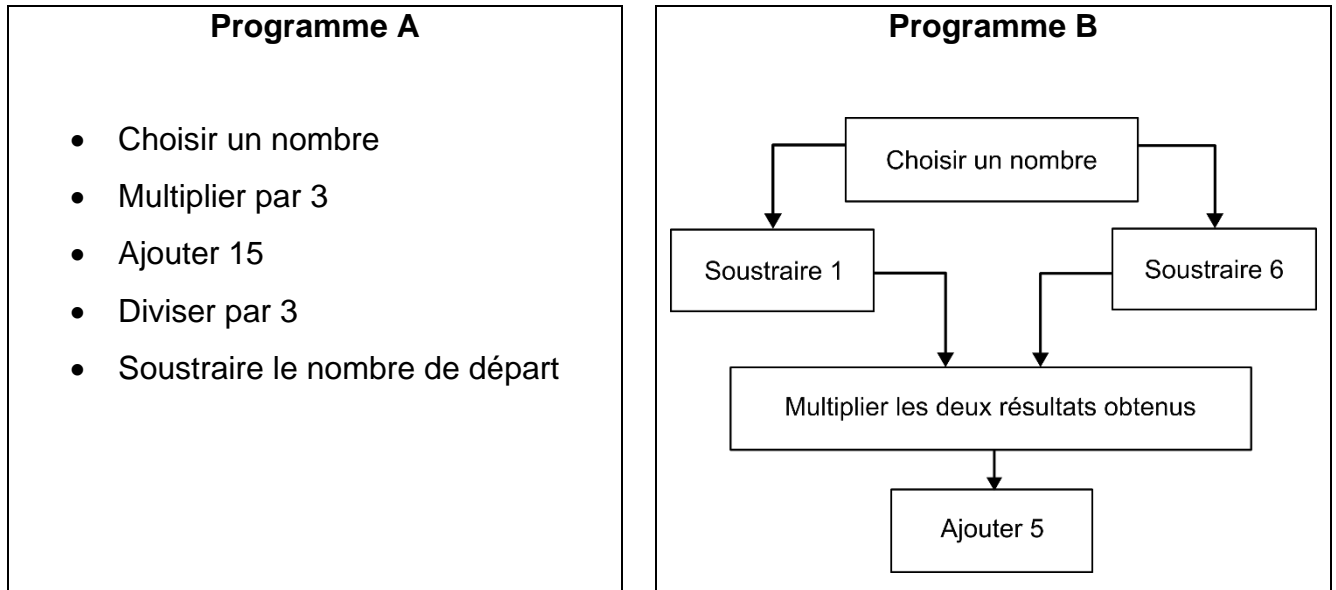 Programme A
• Choisir un nombre
• Multiplier par 3
• Ajouter 15
• Diviser par 3
• Soustraire le nombre de départ
Programme B
Choisir un nombre
Soustraire 1
Soustraire 6
Multiplier les deux résultats obtenus
Ajouter 5